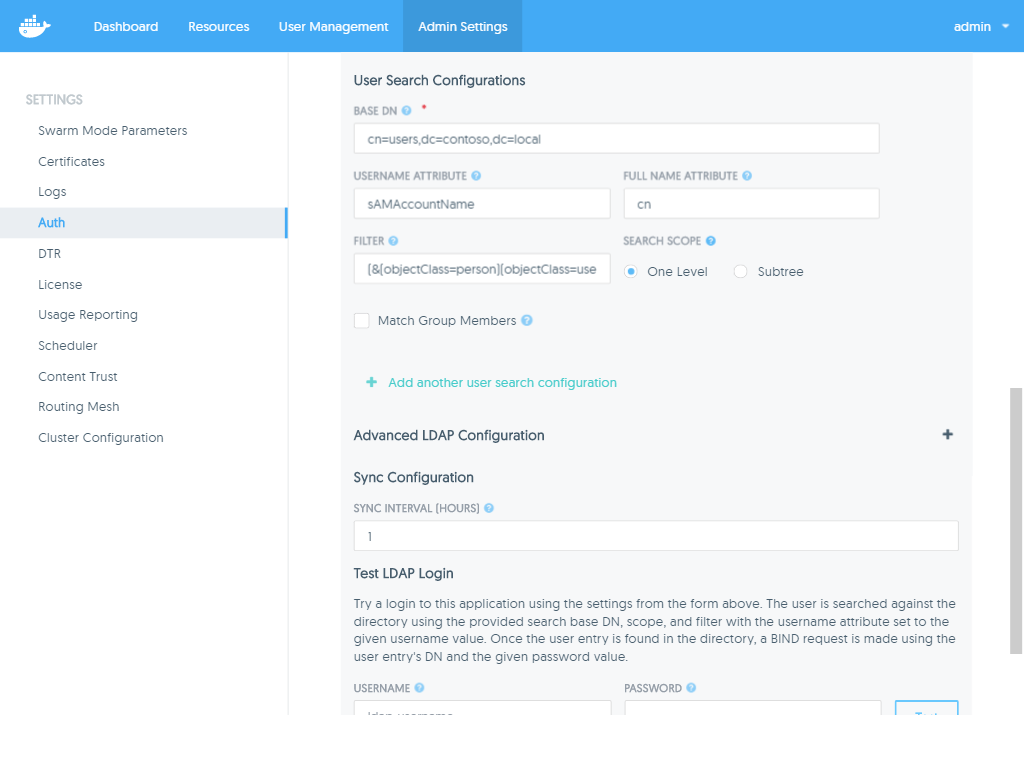 Dashboard Resources User Management Admin Settings admin
SETTINGS
Swarm Mode Parameters
Certificates
Logs
Auth
DTR
License
Usage Reporting
Scheduler
Content Trust
Routing Mesh
Cluster Configuration
User Search Configurations
BASE DN ? *
cn=users,dc=contoso,dc=local
USERNAME ATTRIBUTE ? FULL NAME ATTRIBUTE ?
sAMAccountName cn
FILTER ? SEARCH SCOPE ?
(&(objectClass=person)(objectClass=use One Level Subtree
Match Group Members ?
+ Add another user search configuration
Advanced LDAP Configuration +
Sync Configuration
SYNC INTERVAL (HOURS) ?
1
Test LDAP Login
Try a login to this application using the settings from the form above. The user is searched against the
directory using the provided search base DN, scope, and filter with the username attribute set to the
given username value. Once the user entry is found in the directory, a BIND request is made using the
user entry's DN and the given password value.
USERNAME ? PASSWORD ?